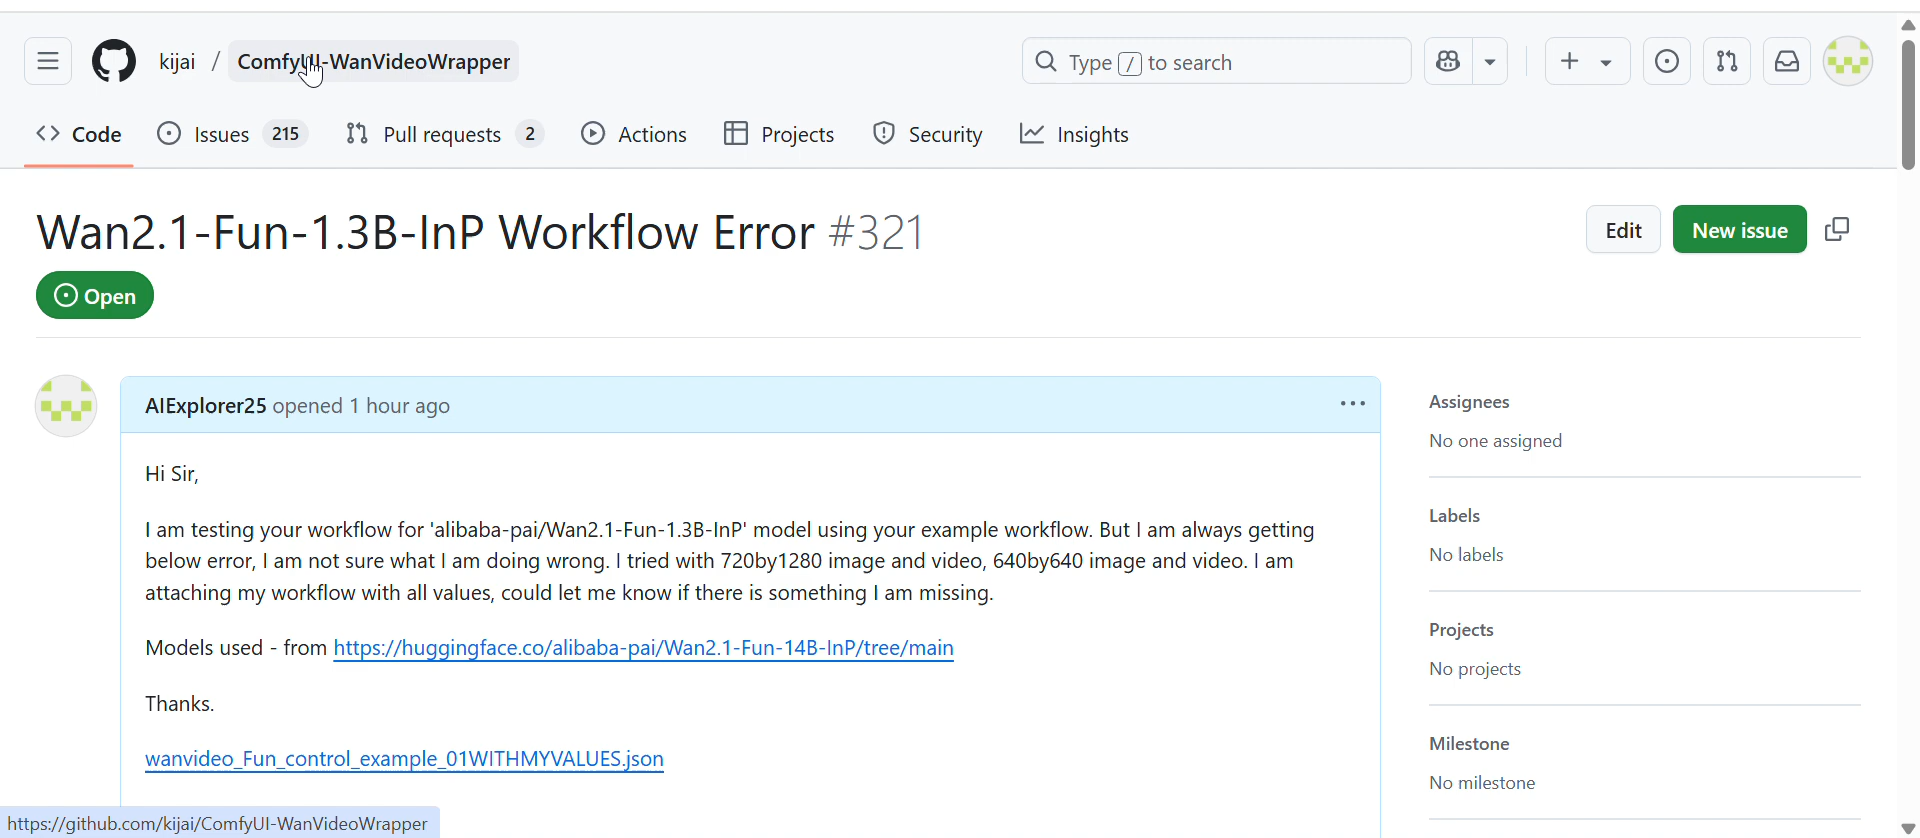 kijai / ComfyUI-WanVideoWrapper
Type / to search
Code
Issues 215
Pull requests 2
Actions
Projects
Security
Insights
Wan2.1-Fun-1.3B-InP Workflow Error #321
Edit
New issue
Open
AIExplorer25 opened 1 hour ago
Hi Sir,
I am testing your workflow for 'alibaba-pai/Wan2.1-Fun-1.3B-InP' model using your example workflow. But I am always getting
below error, I am not sure what I am doing wrong. I tried with 720by1280 image and video, 640by640 image and video. I am
attaching my workflow with all values, could let me know if there is something I am missing.
Models used - from https://huggingface.co/alibaba-pai/Wan2.1-Fun-14B-InP/tree/main
Thanks.
wanvideo_Fun_control_example_01WITHMYVALUES.json
Assignees
No one assigned
Labels
No labels
Projects
No projects
Milestone
No milestone
https://github.com/kijai/ComfyUI-WanVideoWrapper